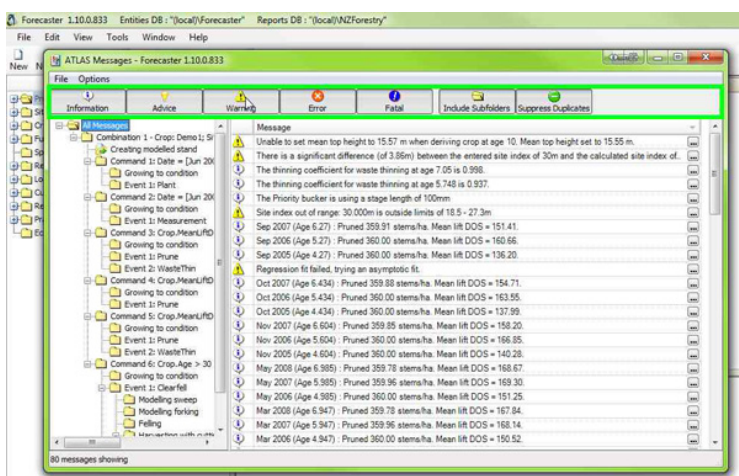 Forecaster 1.10.0.833 Entities DB : "(local)\Forecaster" Reports DB : "(local)\NZForestry"
File Edit View Tools Window Help
New
ATLAS Messages - Forecaster 1.10.0.833
File Options
Information Advice Warning Error Fatal Include Subfolders Suppress Duplicates
All Messages
Combination 1 - Crop: Demo1; Si
Creating modelled stand
Command 1: Date = [Jun 200
Growing to condition
Event 1: Plant
Command 2: Date = [Jun 200
Growing to condition
Event 1: Measurement
Command 3: Crop.MeanLiftD
Growing to condition
Event 1: Prune
Event 2: WasteThin
Command 4: Crop.MeanLiftD
Growing to condition
Event 1: Prune
Command 5: Crop.MeanLiftD
Growing to condition
Event 1: Prune
Event 2: WasteThin
Command 6: Crop.Age > 30
Growing to condition
Event 1: Clearfell
Modelling sweep
Modelling forking
Felling
Harvesting with cutti
Message
Unable to set mean top height to 15.57 m when deriving crop at age 10. Mean top height set to 15.55 m.
There is a significant difference (of 3.86m) between the entered site index of 30m and the calculated site index of..
The thinning coefficient for waste thinning at age 7.05 is 0.998.
The thinning coefficient for waste thinning at age 5.748 is 0.937.
The Priority bucker is using a stage length of 100mm
Site index out of range: 30.000m is outside limits of 18.5 - 27.3m
Sep 2007 (Age 6.27) : Pruned 359.91 stems/ha. Mean lift DOS = 151.41.
Sep 2006 (Age 5.27) : Pruned 360.00 stems/ha. Mean lift DOS = 160.66.
Sep 2005 (Age 4.27) : Pruned 360.00 stems/ha. Mean lift DOS = 136.20.
Regression fit failed, trying an asymptotic fit.
Oct 2007 (Age 6.434) : Pruned 359.88 stems/ha. Mean lift DOS = 154.71.
Oct 2006 (Age 5.434) : Pruned 360.00 stems/ha. Mean lift DOS = 163.55.
Oct 2005 (Age 4.434) : Pruned 360.00 stems/ha. Mean lift DOS = 137.99.
Nov 2007 (Age 6.604) : Pruned 359.85 stems/ha. Mean lift DOS = 158.20.
Nov 2006 (Age 5.604) : Pruned 360.00 stems/ha. Mean lift DOS = 166.85.
Nov 2005 (Age 4.604) : Pruned 360.00 stems/ha. Mean lift DOS = 140.28.
May 2008 (Age 6.985) : Pruned 359.78 stems/ha. Mean lift DOS = 168.67.
May 2007 (Age 5.985) : Pruned 359.96 stems/ha. Mean lift DOS = 169.30.
May 2006 (Age 4.985) : Pruned 360.00 stems/ha. Mean lift DOS = 151.25.
Mar 2008 (Age 6.947) : Pruned 359.78 stems/ha. Mean lift DOS = 167.84.
Mar 2007 (Age 5.947) : Pruned 359.96 stems/ha. Mean lift DOS = 168.14.
Mar 2006 (Age 4.947) : Pruned 360.00 stems/ha. Mean lift DOS = 150.52.
80 messages showing